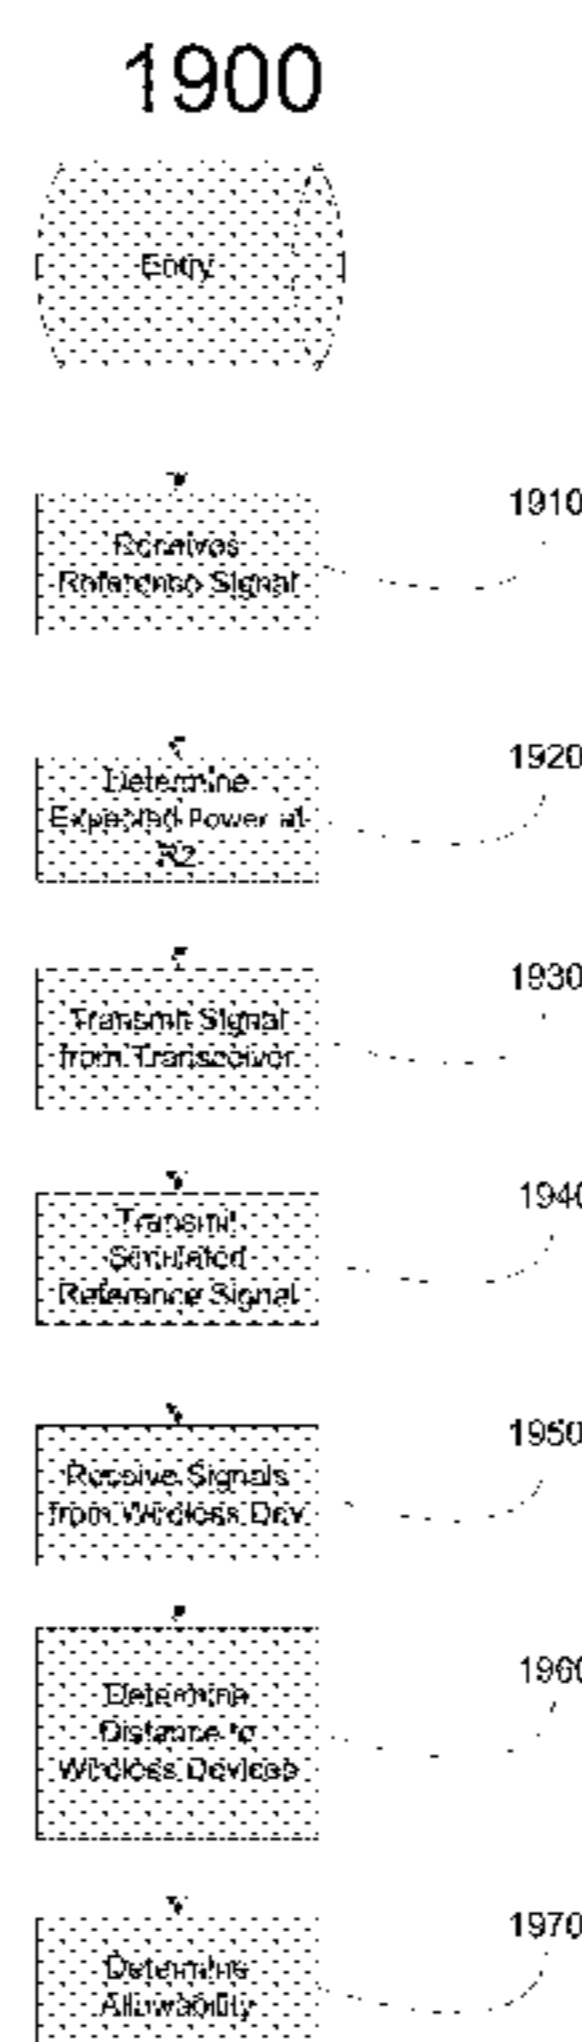 1900
Entry
1910
Receives
Reference Signal
1920
Determine
Expected Power at
R2
1930
Transmit Signal
from Transceiver
1940
Transmit
Simulated
Reference Signal
1950
Receive Signals
from Wireless Dev.
1960
Determine
Distance to
Wireless Devices
1970
Determine
Allowability